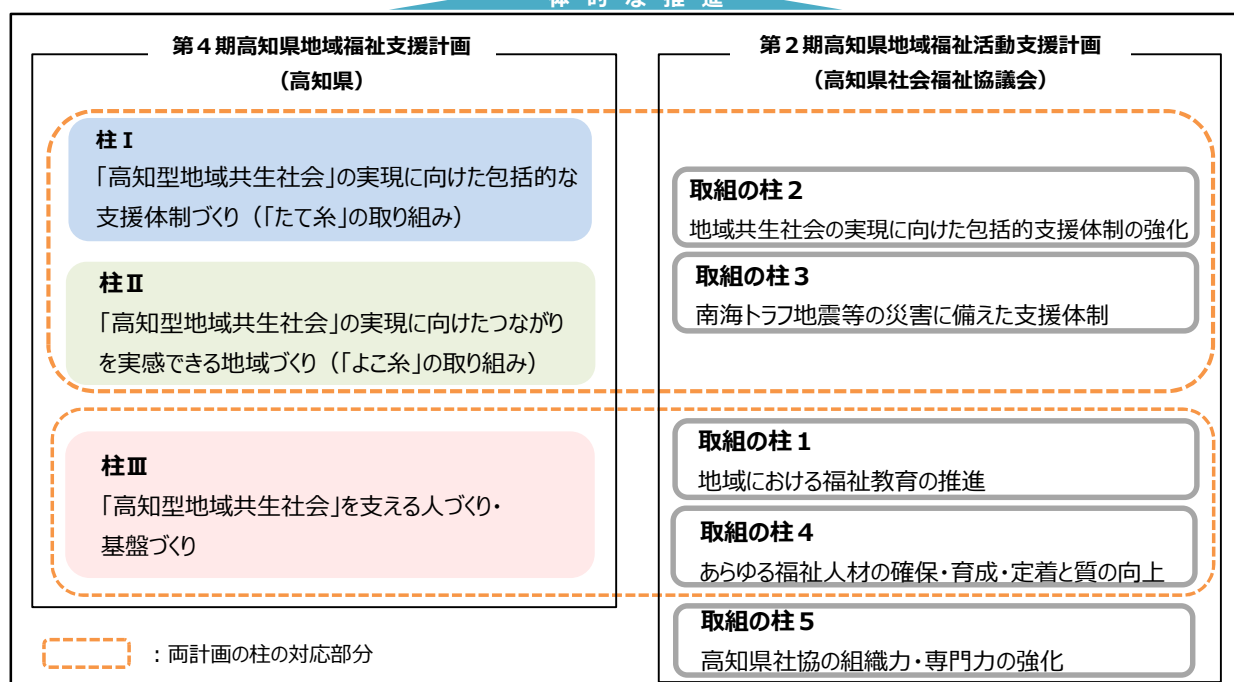 体的な推進
第4期高知県地域福祉支援計画
(高知県)
柱Ⅰ
「高知型地域共生社会」の実現に向けた包括的な
支援体制づくり(「たて糸」の取り組み)
柱Ⅱ
「高知型地域共生社会」の実現に向けたつながり
を実感できる地域づくり(「よこ糸」の取り組み)
柱Ⅲ
「高知型地域共生社会」を支える人づくり・
基盤づくり
:両計画の柱の対応部分
第2期高知県地域福祉活動支援計画
(高知県社会福祉協議会)
取組の柱2
地域共生社会の実現に向けた包括的支援体制の強化
取組の柱3
南海トラフ地震等の災害に備えた支援体制
取組の柱1
地域における福祉教育の推進
取組の柱4
あらゆる福祉人材の確保・育成・定着と質の向上
取組の柱5
高知県社協の組織力・専門力の強化